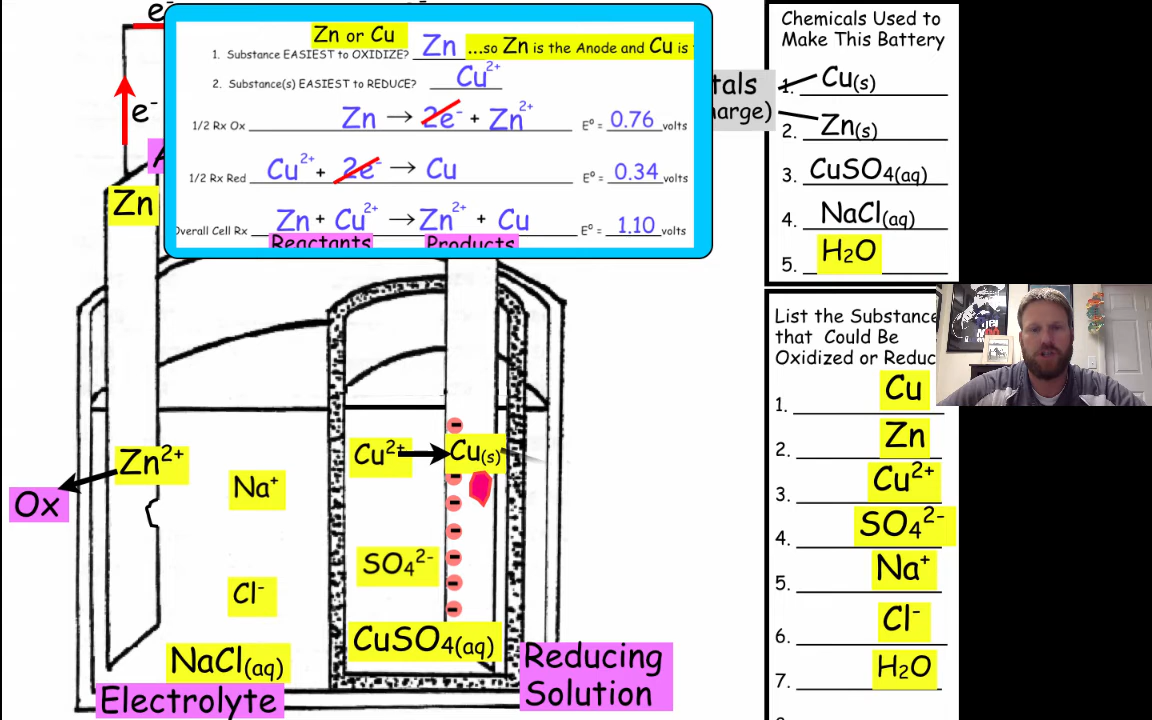 e⁻
e⁻
Zn or Cu
1. Substance EASIEST to OXIDIZE? Zn ...so Zn is the Anode and Cu is
2. Substance(s) EASIEST to REDUCE? Cu²⁺
1/2 Rx Ox Zn → 2e⁻ + Zn²⁺ E° = 0.76 volts
1/2 Rx Red Cu²⁺ + 2e⁻ → Cu E° = 0.34 volts
Overall Cell Rx Zn + Cu²⁺ → Zn²⁺ + Cu E° = 1.10 volts
Reactants Products
Zn
Zn²⁺
Ox
Na⁺
Cl⁻
NaCl(aq)
Electrolyte
Cu²⁺ → Cu(s)
SO₄²⁻
CuSO₄(aq)
Reducing
Solution
Chemicals Used to
Make This Battery
1. Cu(s)
2. Zn(s)
3. CuSO₄(aq)
4. NaCl(aq)
5. H₂O
List the Substance
that Could Be
Oxidized or Reduc
1. Cu
2. Zn
3. Cu²⁺
4. SO₄²⁻
5. Na⁺
6. Cl⁻
7. H₂O